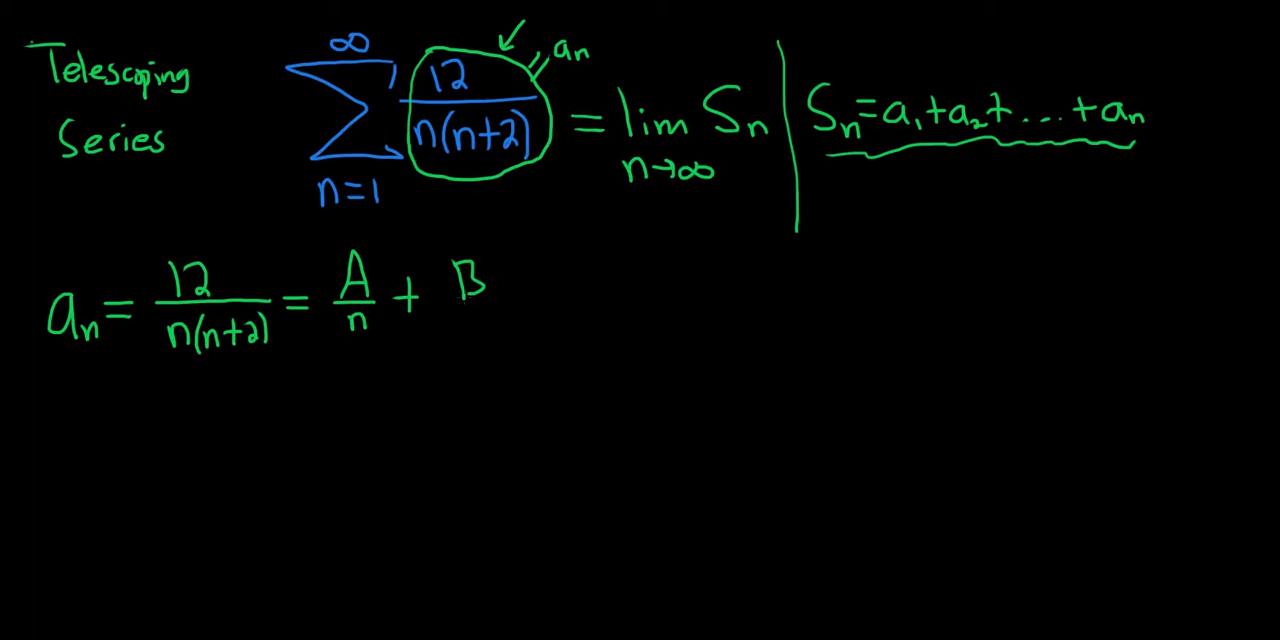 Telescoping
Series
∞
∑ 12/(n(n+2)) = lim Sn
n=1
n→∞
an
Sn = a1 + a2 + ... + an
an = 12/(n(n+2)) = A/n + B